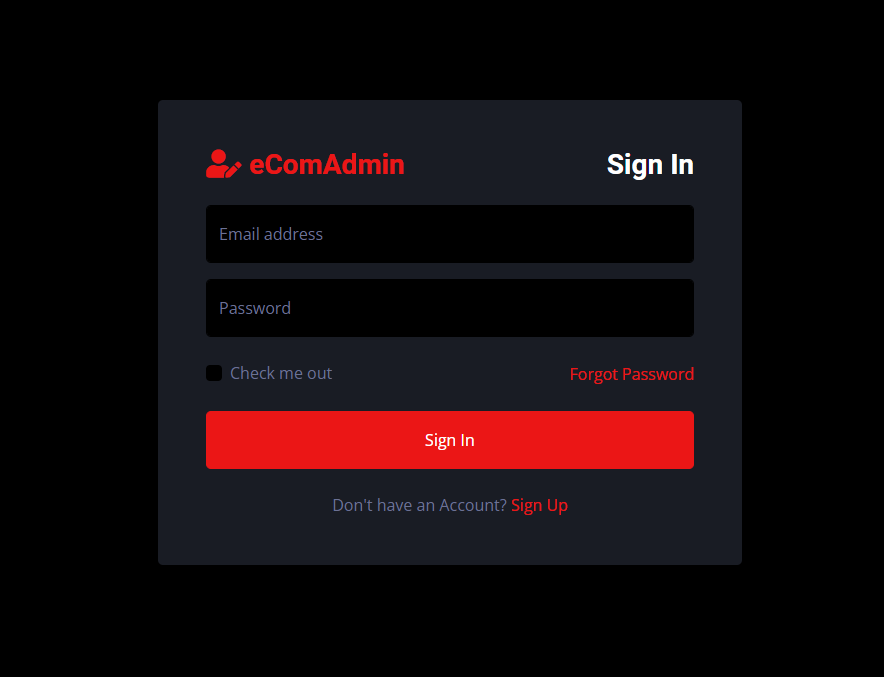 eComAdmin Sign In
Email address
Password
Check me out Forgot Password
Sign In
Don't have an Account? Sign Up